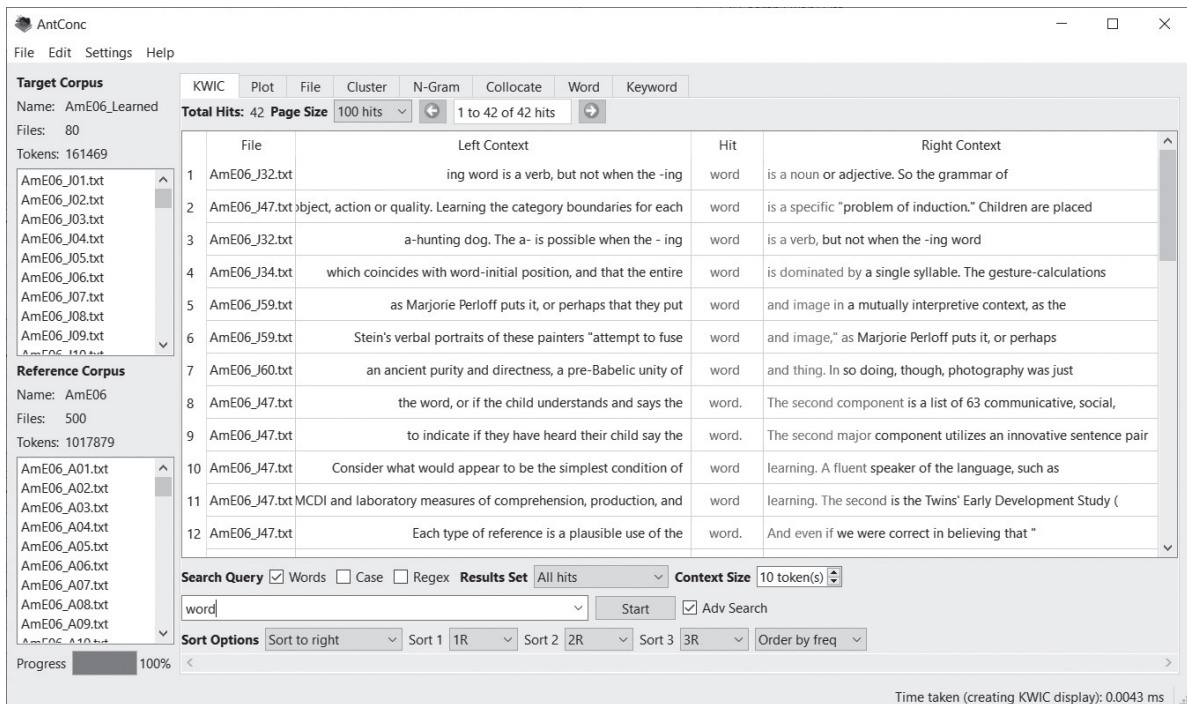 AntConc
File Edit Settings Help
Target Corpus
Name: AmE06_Learned
Files: 80
Tokens: 161469
AmE06_J01.txt
AmE06_J02.txt
AmE06_J03.txt
AmE06_J04.txt
AmE06_J05.txt
AmE06_J06.txt
AmE06_J07.txt
AmE06_J08.txt
AmE06_J09.txt
Reference Corpus
Name: AmE06
Files: 500
Tokens: 1017879
AmE06_A01.txt
AmE06_A02.txt
AmE06_A03.txt
AmE06_A04.txt
AmE06_A05.txt
AmE06_A06.txt
AmE06_A07.txt
AmE06_A08.txt
AmE06_A09.txt
Progress 100%
KWIC Plot File Cluster N-Gram Collocate Word Keyword
Total Hits: 42 Page Size 100 hits 1 to 42 of 42 hits
File Left Context Hit Right Context
1 AmE06_J32.txt ing word is a verb, but not when the -ing word is a noun or adjective. So the grammar of
2 AmE06_J47.txt object, action or quality. Learning the category boundaries for each word is a specific "problem of induction." Children are placed
3 AmE06_J32.txt a-hunting dog. The a- is possible when the - ing word is a verb, but not when the -ing word
4 AmE06_J34.txt which coincides with word-initial position, and that the entire word is dominated by a single syllable. The gesture-calculations
5 AmE06_J59.txt as Marjorie Perloff puts it, or perhaps that they put word and image in a mutually interpretive context, as the
6 AmE06_J59.txt Stein's verbal portraits of these painters "attempt to fuse word and image," as Marjorie Perloff puts it, or perhaps
7 AmE06_J60.txt an ancient purity and directness, a pre-Babelic unity of word and thing. In so doing, though, photography was just
8 AmE06_J47.txt the word, or if the child understands and says the word. The second component is a list of 63 communicative, social,
9 AmE06_J47.txt to indicate if they have heard their child say the word. The second major component utilizes an innovative sentence pair
10 AmE06_J47.txt Consider what would appear to be the simplest condition of word learning. A fluent speaker of the language, such as
11 AmE06_J47.txt MCDI and laboratory measures of comprehension, production, and word learning. The second is the Twins' Early Development Study (
12 AmE06_J47.txt Each type of reference is a plausible use of the word. And even if we were correct in believing that "
Search Query Words Case Regex Results Set All hits Context Size 10 token(s)
word Start Adv Search
Sort Options Sort to right Sort 1 1R Sort 2 2R Sort 3 3R Order by freq
Time taken (creating KWIC display): 0.0043 ms